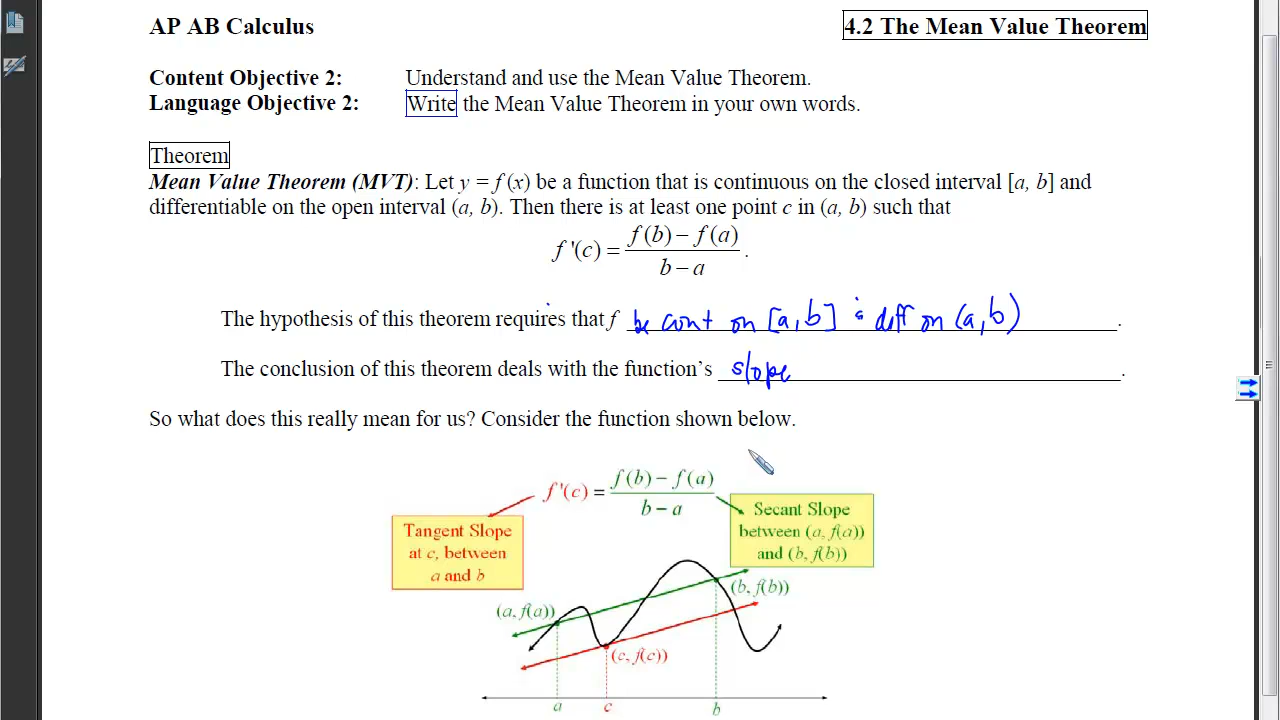 AP AB Calculus 4.2 The Mean Value Theorem
Content Objective 2: Understand and use the Mean Value Theorem.
Language Objective 2: Write the Mean Value Theorem in your own words.
Theorem
Mean Value Theorem (MVT): Let y = f (x) be a function that is continuous on the closed interval [a, b] and
differentiable on the open interval (a, b). Then there is at least one point c in (a, b) such that
f '(c) = f (b) − f (a) / b − a .
The hypothesis of this theorem requires that f be cont on [a, b] & diff on (a, b) .
The conclusion of this theorem deals with the function's slope .
So what does this really mean for us? Consider the function shown below.
f '(c) = f (b) − f (a) / b − a
Tangent Slope
at c, between
a and b
Secant Slope
between (a, f(a))
and (b, f(b))
(a, f(a))
(b, f(b))
(c, f(c))
a c b